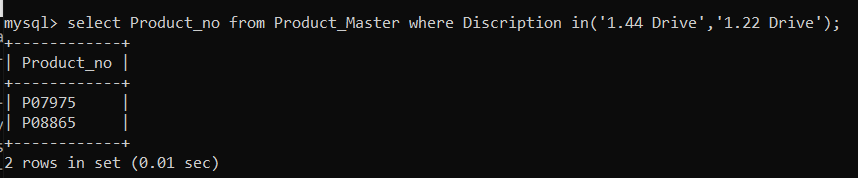 mysql> select Product_no from Product_Master where Discription in('1.44 Drive','1.22 Drive');
+------------+
| Product_no |
+------------+
| P07975     |
| P08865     |
+------------+
2 rows in set (0.01 sec)